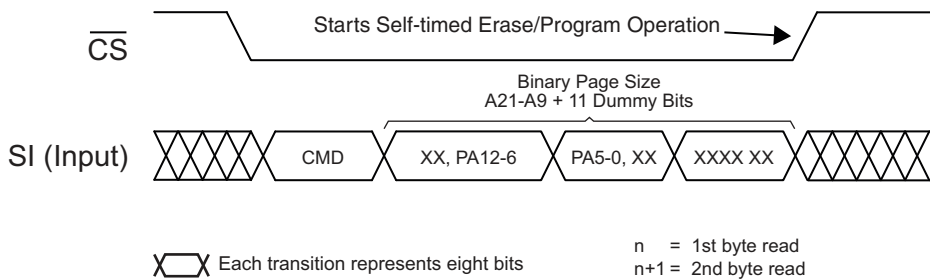 Starts Self-timed Erase/Program Operation
CS
Binary Page Size
A21-A9 + 11 Dummy Bits
SI (Input)
CMD
XX, PA12-6
PA5-0, XX
XXXX XX
Each transition represents eight bits
n = 1st byte read
n+1 = 2nd byte read